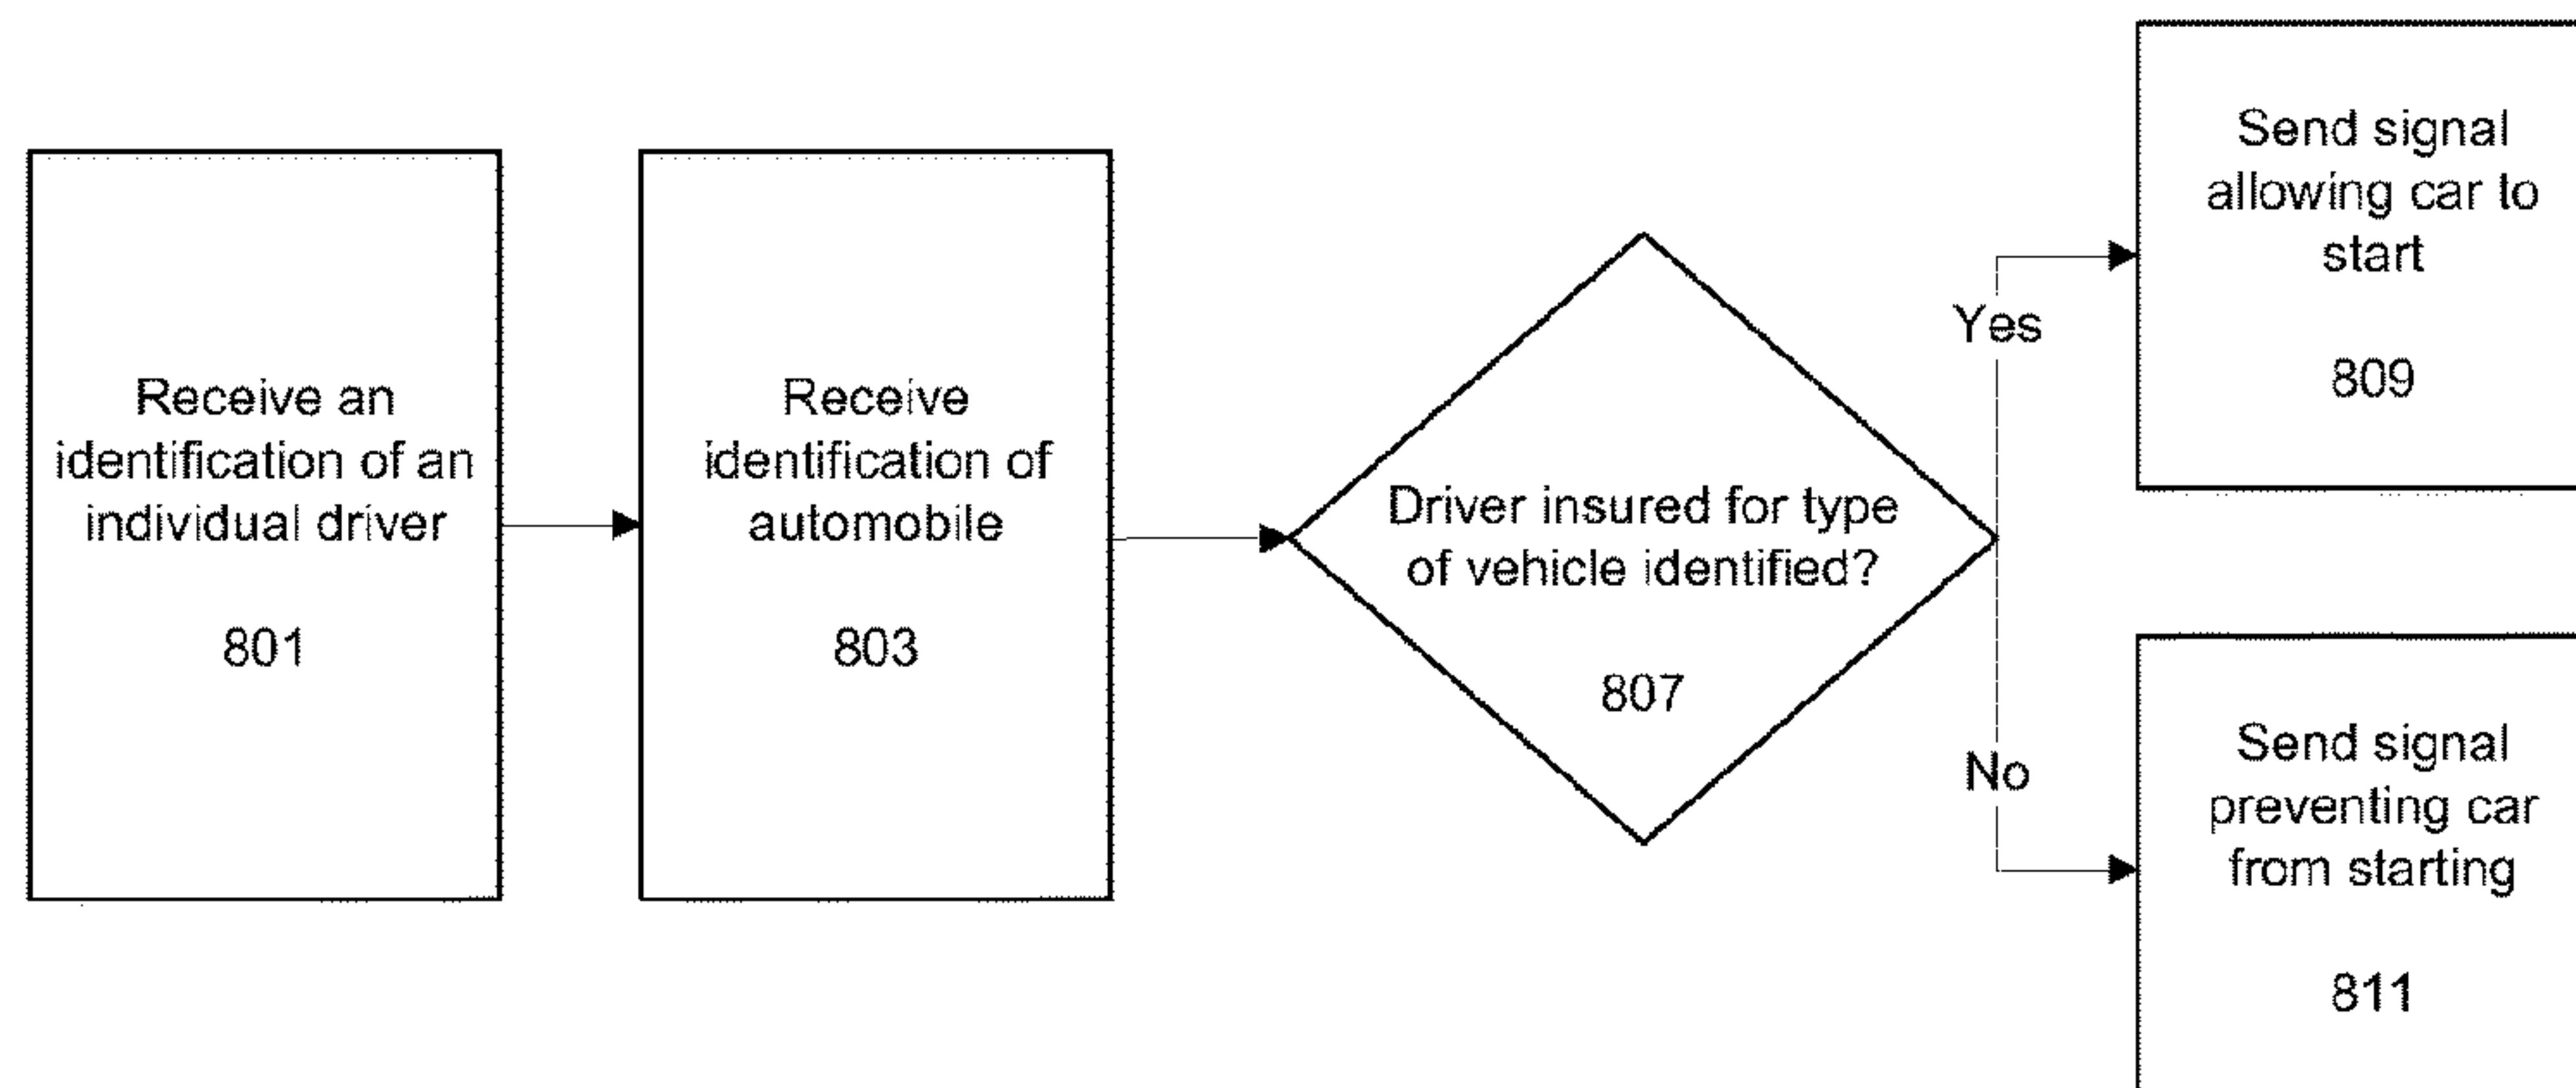 Receive an
identification of an
individual driver
801
Receive
identification of
automobile
803
Driver insured for type
of vehicle identified?
807
Yes
Send signal
allowing car to
start
809
No
Send signal
preventing car
from starting
811